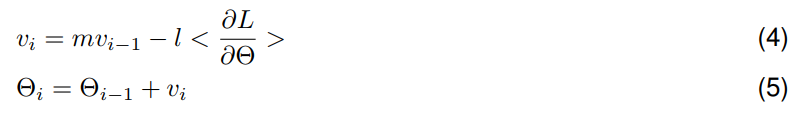 v_i = mv_{i-1} − l < ∂L/∂Θ > (4)
Θ_i = Θ_{i-1} + v_i (5)